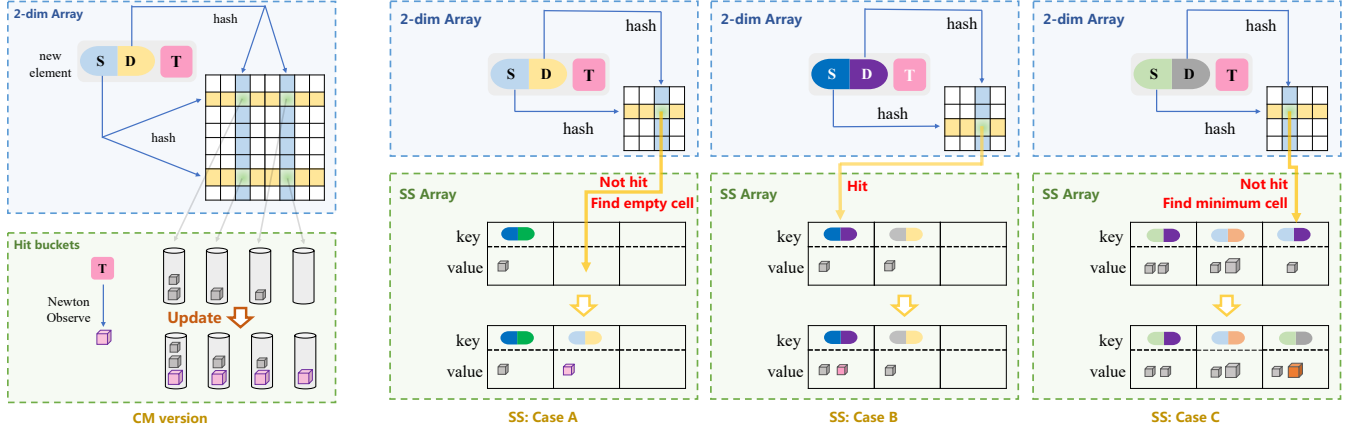 2-dim Array
hash
new
element
S D T
hash
Hit buckets
T
Newton
Observe
Update
CM version
2-dim Array
hash
S D T
hash
Not hit
Find empty cell
SS Array
key
value
key
value
SS: Case A
2-dim Array
hash
S D T
hash
Hit
SS Array
key
value
key
value
SS: Case B
2-dim Array
hash
S D T
hash
Not hit
Find minimum cell
SS Array
key
value
key
value
SS: Case C